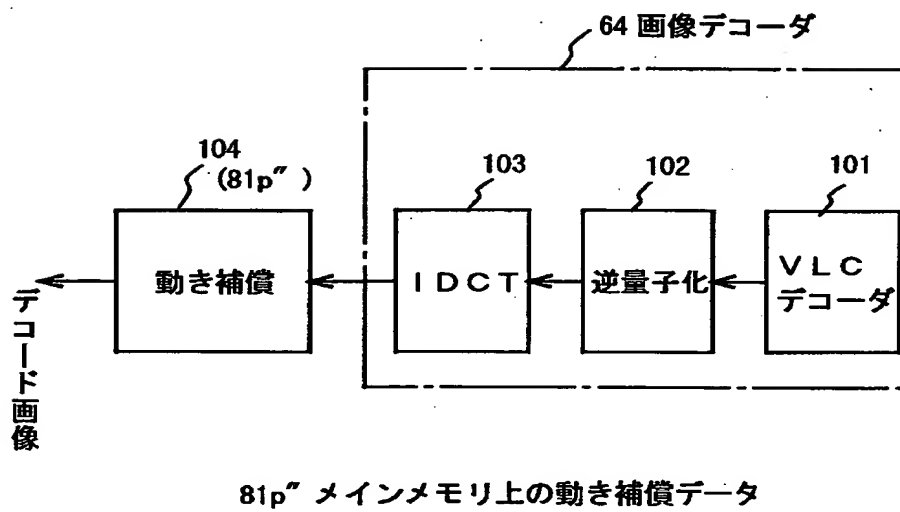 64 画像デコーダ
104
(81p″ )
103
102
101
動き補償
IDCT
逆量子化
VLC
デコーダ
デコード画像
81p″ メインメモリ上の動き補償データ